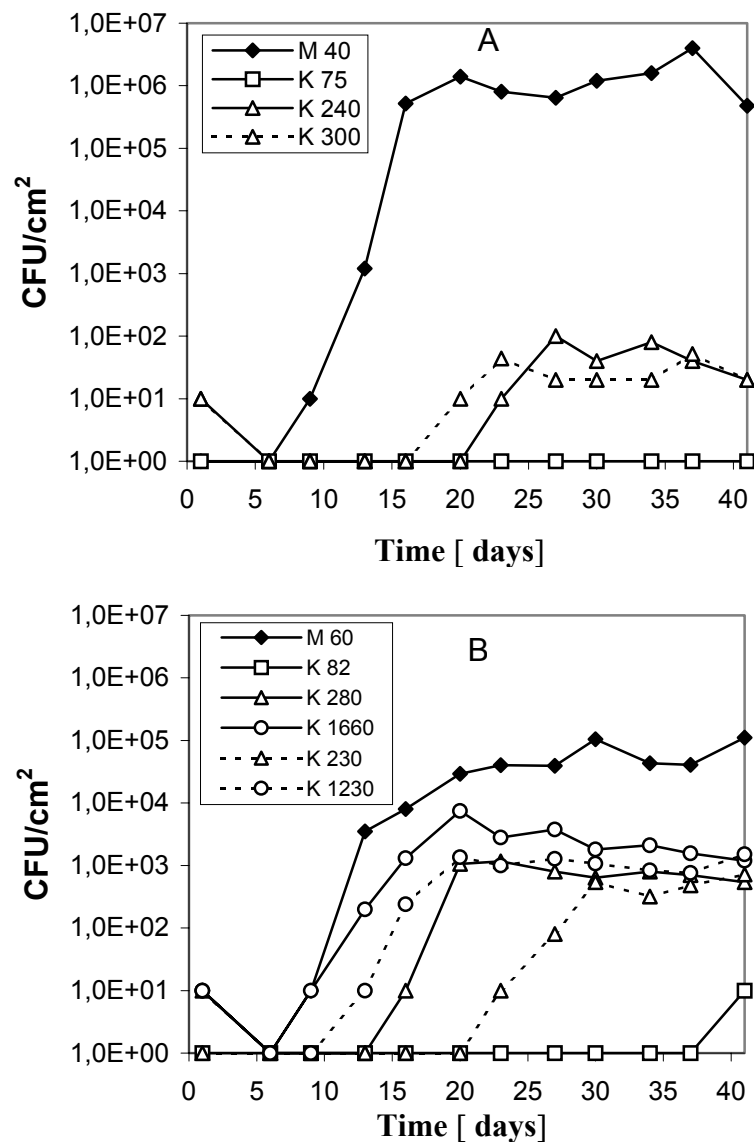 A
M 40
K 75
K 240
K 300
1,0E+07
1,0E+06
1,0E+05
1,0E+04
1,0E+03
1,0E+02
1,0E+01
1,0E+00
CFU/cm²
0 5 10 15 20 25 30 35 40
Time [ days]
B
M 60
K 82
K 280
K 1660
K 230
K 1230
1,0E+07
1,0E+06
1,0E+05
1,0E+04
1,0E+03
1,0E+02
1,0E+01
1,0E+00
CFU/cm²
0 5 10 15 20 25 30 35 40
Time [ days]